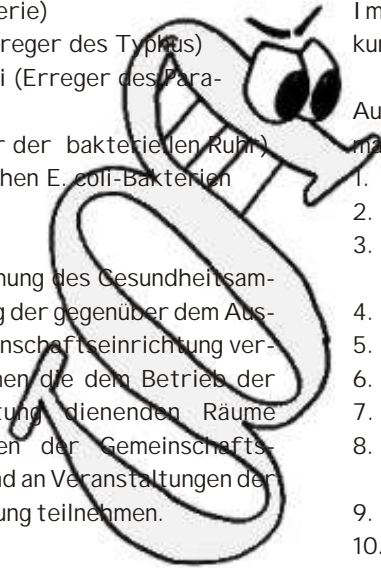 erie)
reger des Typhus)
i (Erreger des Para-
r der bakteriellen Ruhr)
hen E. coli-Bakterien
nung des Gesundheitsam-
g der gegenüber dem Aus-
nschaftseinrichtung ver-
nen die dem Betrieb der
tung dienenden Räume
en der Gemeinschafts-
nd an Veranstaltungen der
ung teilnehmen.
Im
kur
Au
ma
1.
2.
3.
4.
5.
6.
7.
8.
9.
10.